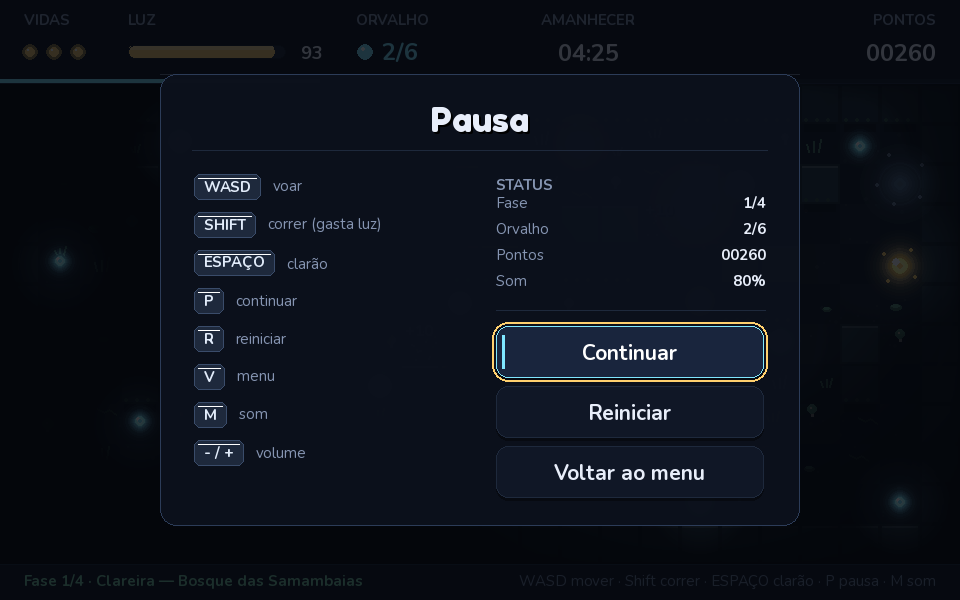 VIDAS LUZ ORVALHO AMANHECER PONTOS
93 2/6 04:25 00260
Pausa
WASD voar
SHIFT correr (gasta luz)
ESPAÇO clarão
P continuar
R reiniciar
V menu
M som
- / + volume
STATUS
Fase 1/4
Orvalho 2/6
Pontos 00260
Som 80%
Continuar
Reiniciar
Voltar ao menu
Fase 1/4 · Clareira — Bosque das Samambaias
WASD mover · Shift correr · ESPAÇO clarão · P pausa · M som